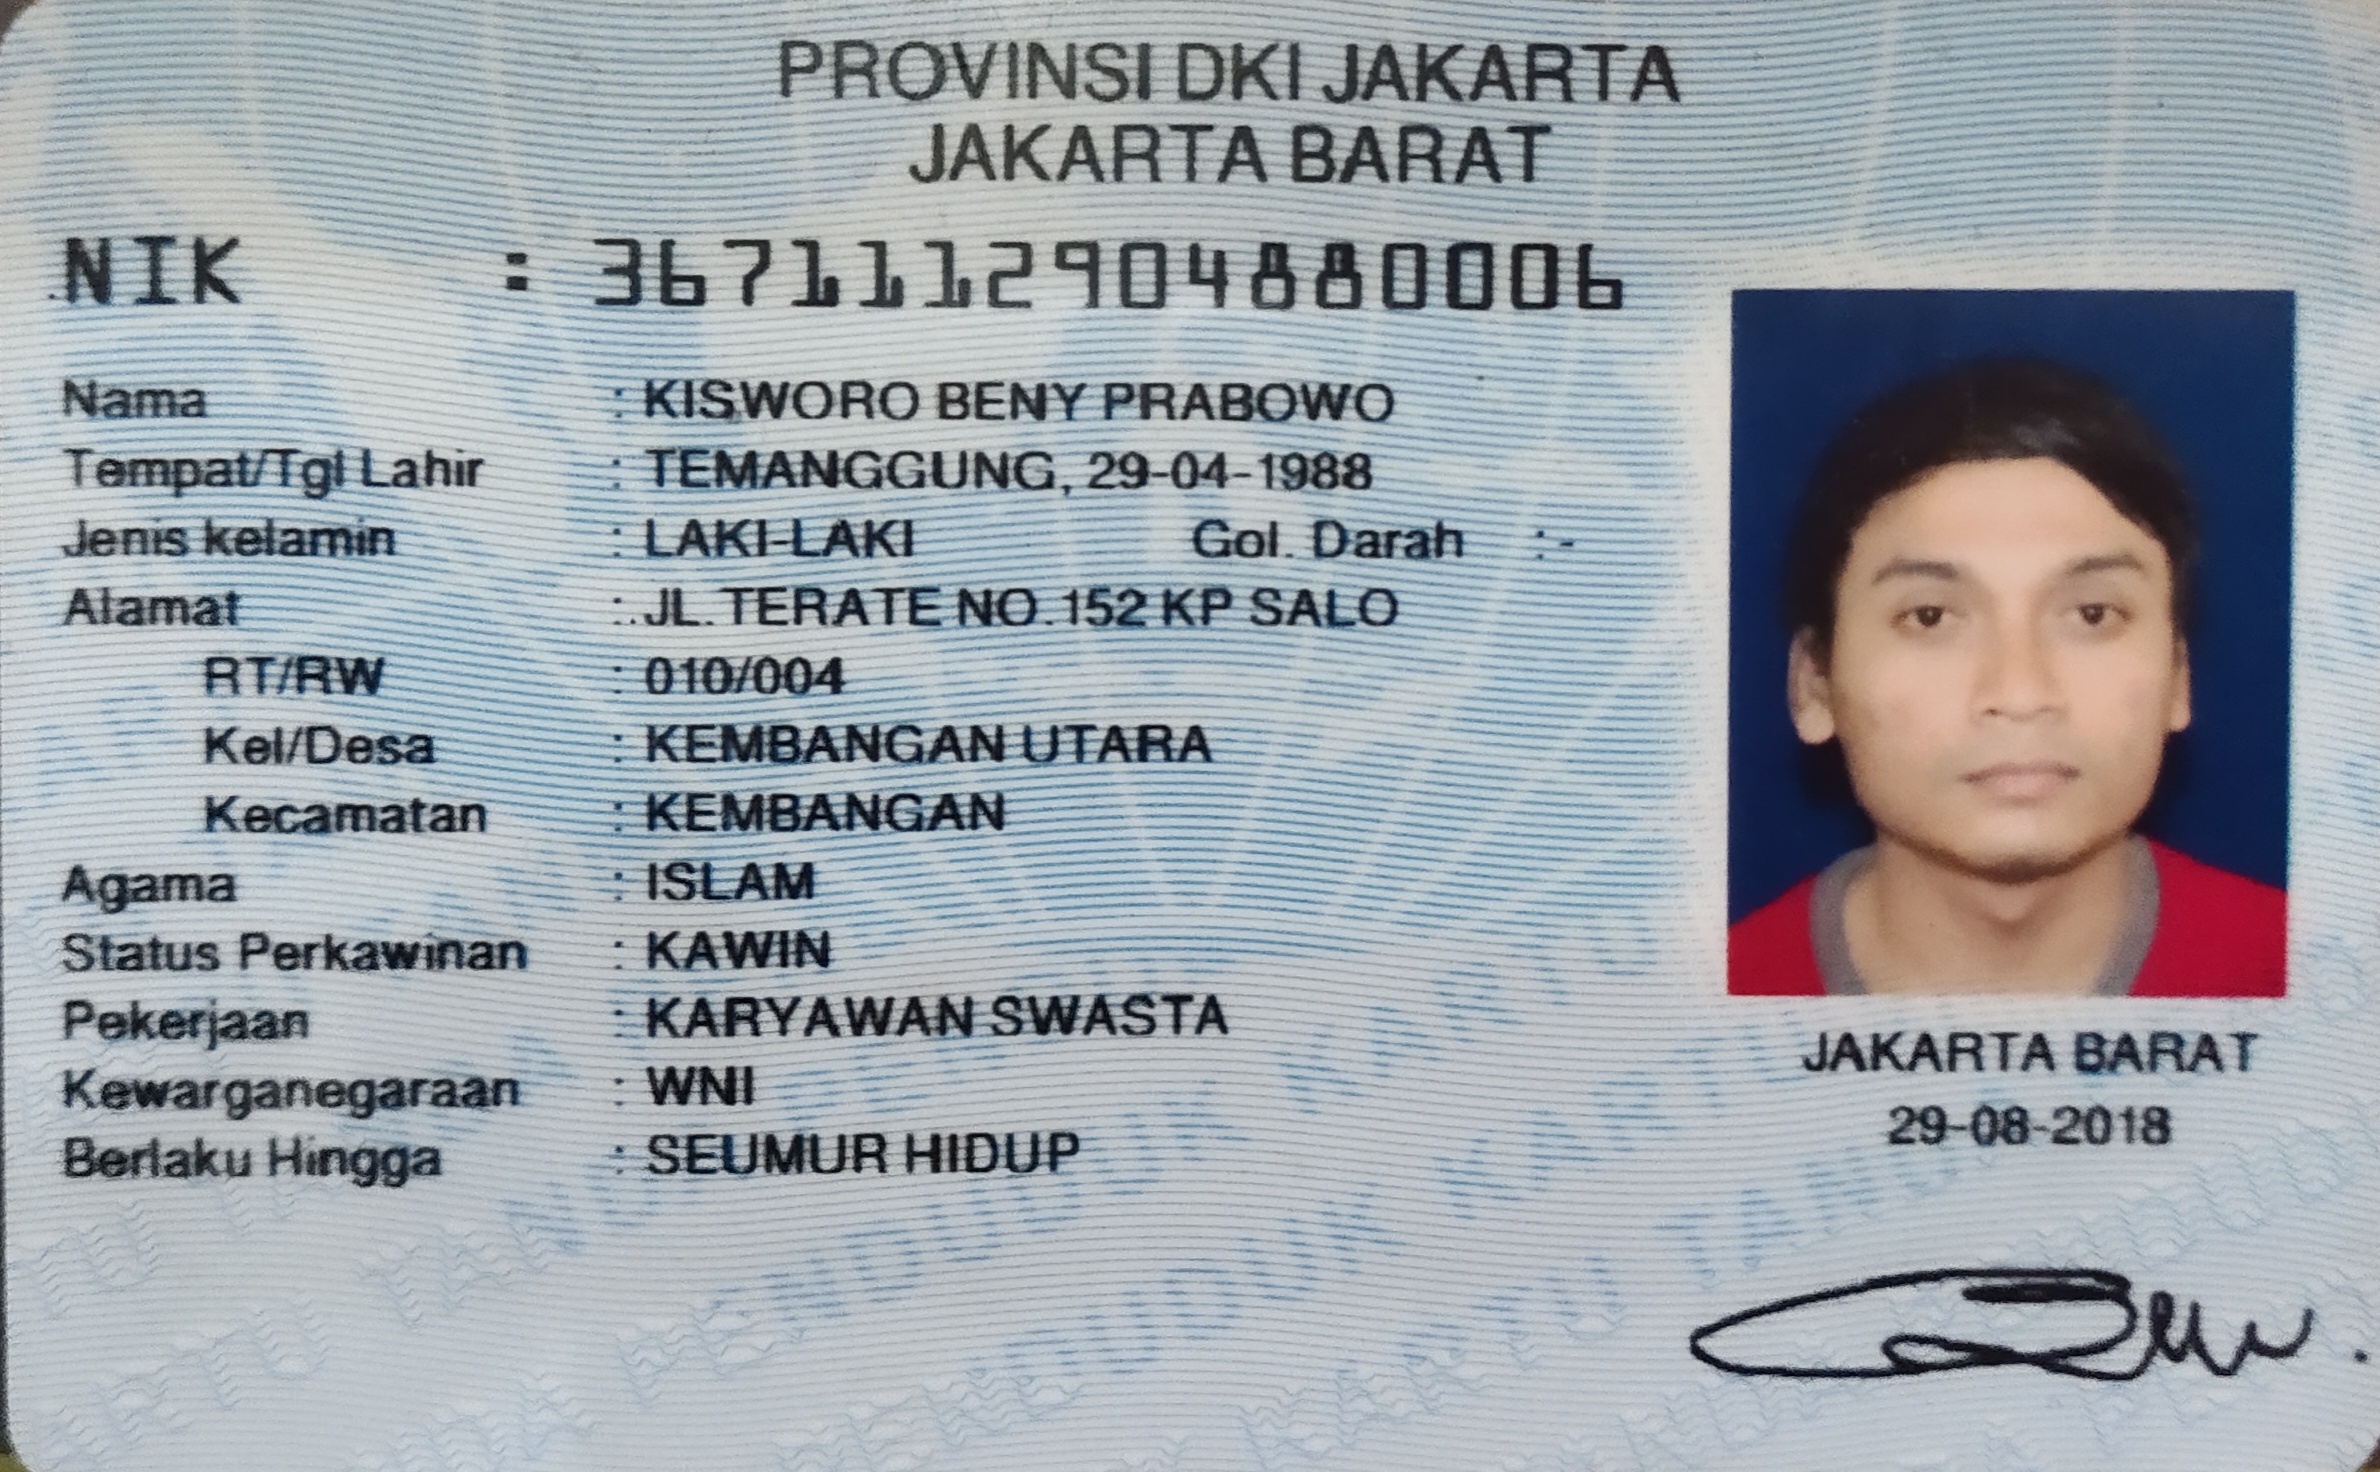 PROVINSI DKI JAKARTA
JAKARTA BARAT
NIK : 3671112904880006
Nama : KISWORO BENY PRABOWO
Tempat/Tgl Lahir : TEMANGGUNG, 29-04-1988
Jenis kelamin : LAKI-LAKI Gol. Darah : -
Alamat : JL. TERATE NO.152 KP SALO
RT/RW : 010/004
Kel/Desa : KEMBANGAN UTARA
Kecamatan : KEMBANGAN
Agama : ISLAM
Status Perkawinan : KAWIN
Pekerjaan : KARYAWAN SWASTA
Kewarganegaraan : WNI
Berlaku Hingga : SEUMUR HIDUP
JAKARTA BARAT
29-08-2018